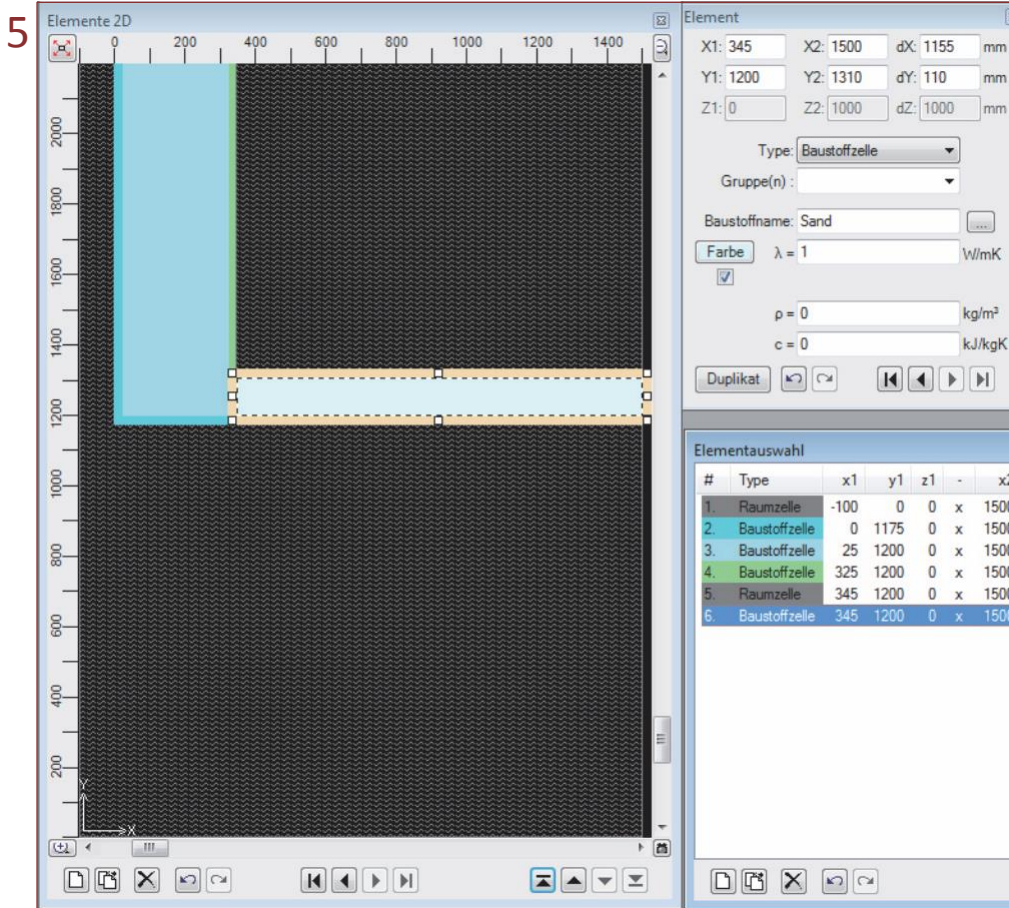 5
Elemente 2D
0 200 400 600 800 1000 1200 1400
2000
1800
1600
1400
1200
1000
800
600
400
200
Y
X
Element
X1: 345 X2: 1500 dX: 1155 mm
Y1: 1200 Y2: 1310 dY: 110 mm
Z1: 0 Z2: 1000 dZ: 1000 mm
Type: Baustoffzelle
Gruppe(n) :
Baustoffname: Sand ...
Farbe λ = 1 W/mK
ρ = 0 kg/m³
c = 0 kJ/kgK
Duplikat
Elementauswahl
# Type x1 y1 z1 - x2
1. Raumzelle -100 0 0 x 1500
2. Baustoffzelle 0 1175 0 x 1500
3. Baustoffzelle 25 1200 0 x 1500
4. Baustoffzelle 325 1200 0 x 1500
5. Raumzelle 345 1200 0 x 1500
6. Baustoffzelle 345 1200 0 x 1500